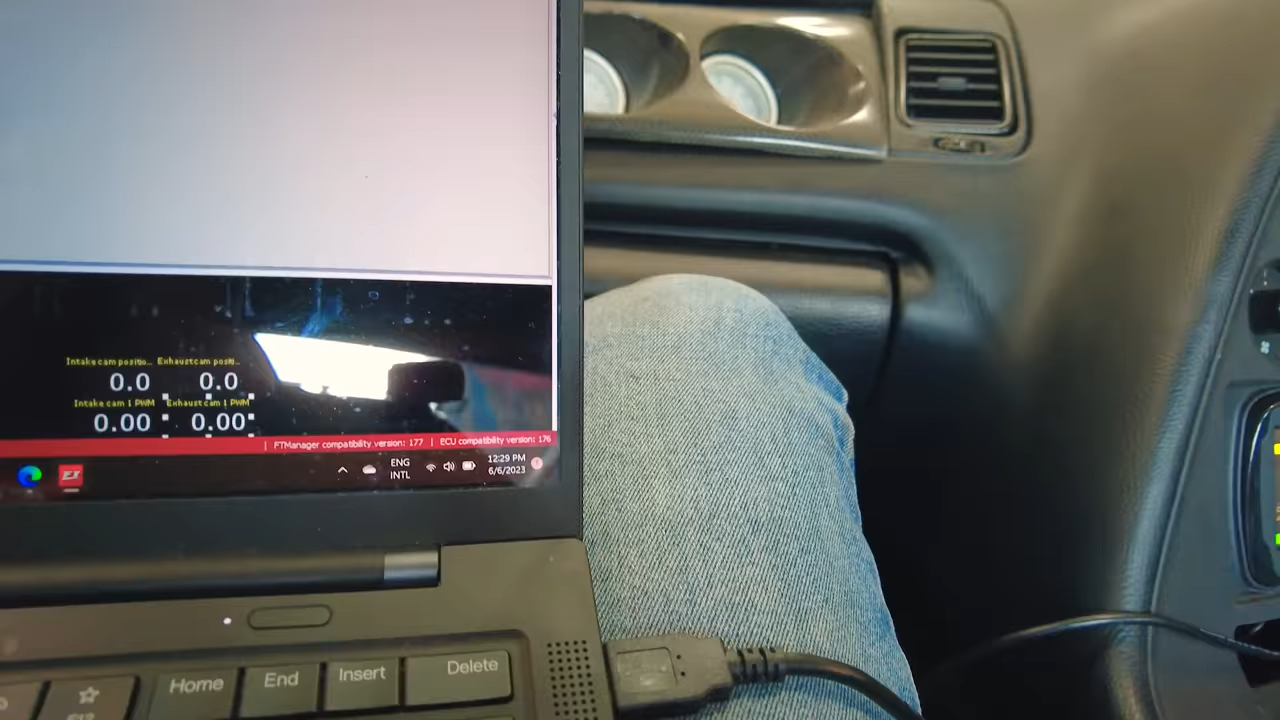 Intake cam positio... Exhaust cam positi...
0.0 0.0
Intake cam 1 PWM Exhaust cam 1 PWM
0.00 0.00
| FTManager compatibility version: 177 | ECU compatibility version: 176
ENG 12:29 PM
INTL 6/6/2023
Home End Insert Delete